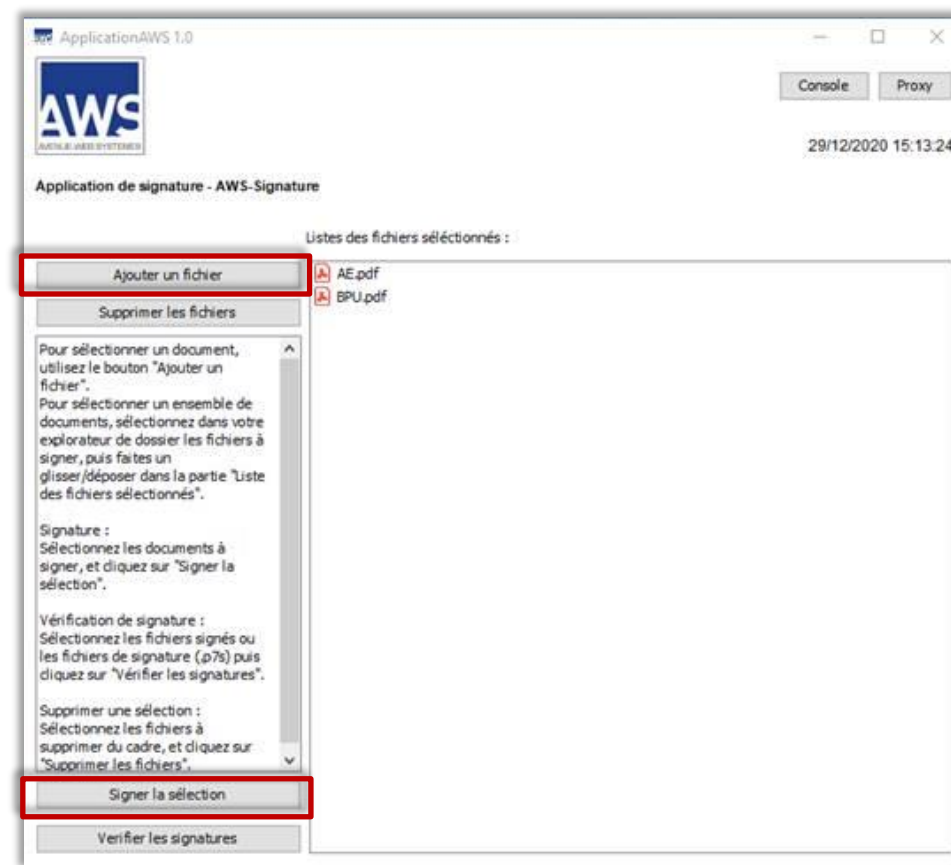 ApplicationAWS 1.0
AWS
AVENUE WEB SYSTEMES
Console
Proxy
29/12/2020 15:13:24
Application de signature - AWS-Signature
Listes des fichiers séléctionnés :
Ajouter un fichier
Supprimer les fichiers
AE.pdf
BPU.pdf
Pour sélectionner un document,
utilisez le bouton "Ajouter un
fichier".
Pour sélectionner un ensemble de
documents, sélectionnez dans votre
explorateur de dossier les fichiers à
signer, puis faites un
glisser/déposer dans la partie "Liste
des fichiers sélectionnés".
Signature :
Sélectionnez les documents à
signer, et cliquez sur "Signer la
sélection".
Vérification de signature :
Sélectionnez les fichiers signés ou
les fichiers de signature (.p7s) puis
cliquez sur "Vérifier les signatures".
Supprimer une sélection :
Sélectionnez les fichiers à
supprimer du cadre, et cliquez sur
"Supprimer les fichiers".
Signer la sélection
Verifier les signatures